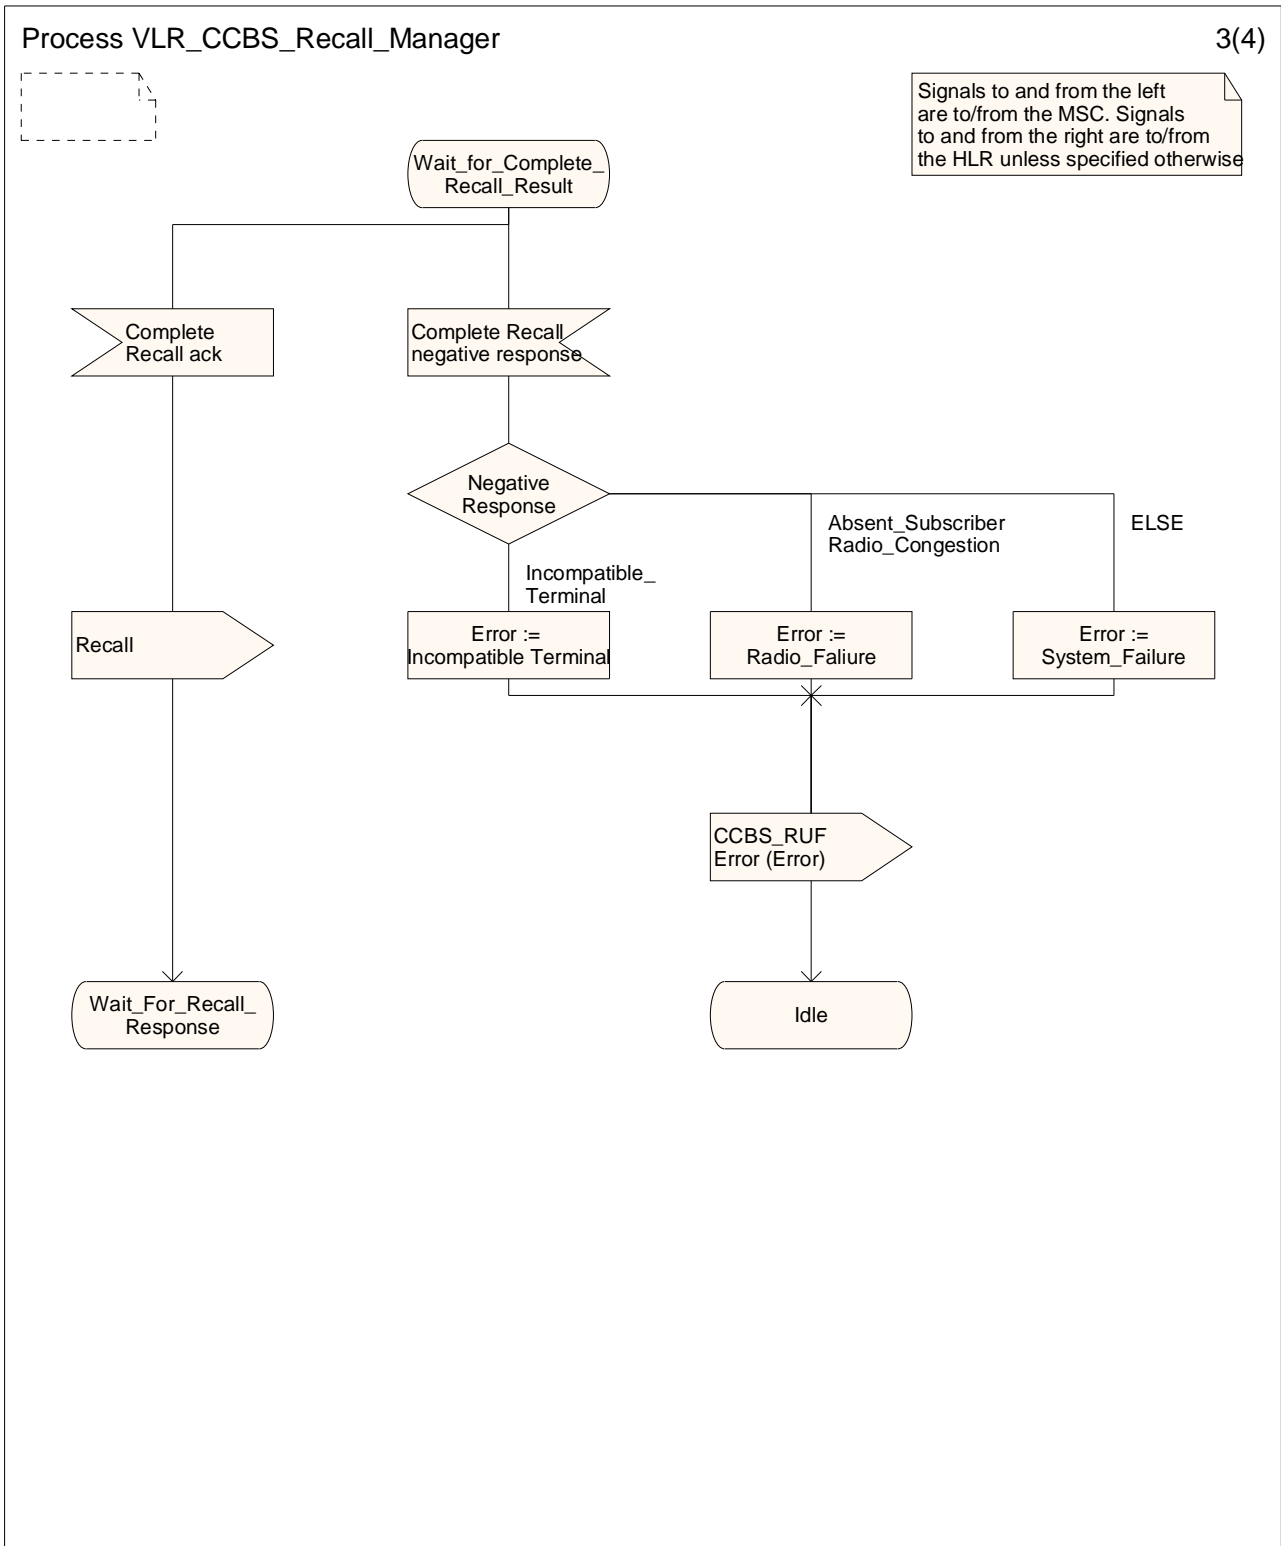 Process VLR_CCBS_Recall_Manager
3(4)
Signals to and from the left
are to/from the MSC. Signals
to and from the right are to/from
the HLR unless specified otherwise
Wait_for_Complete_
Recall_Result
Complete
Recall ack
Complete Recall
negative response
Negative
Response
Absent_Subscriber
Radio_Congestion
ELSE
Incompatible_
Terminal
Recall
Error :=
Incompatible Terminal
Error :=
Radio_Faliure
Error :=
System_Failure
CCBS_RUF
Error (Error)
Wait_For_Recall_
Response
Idle